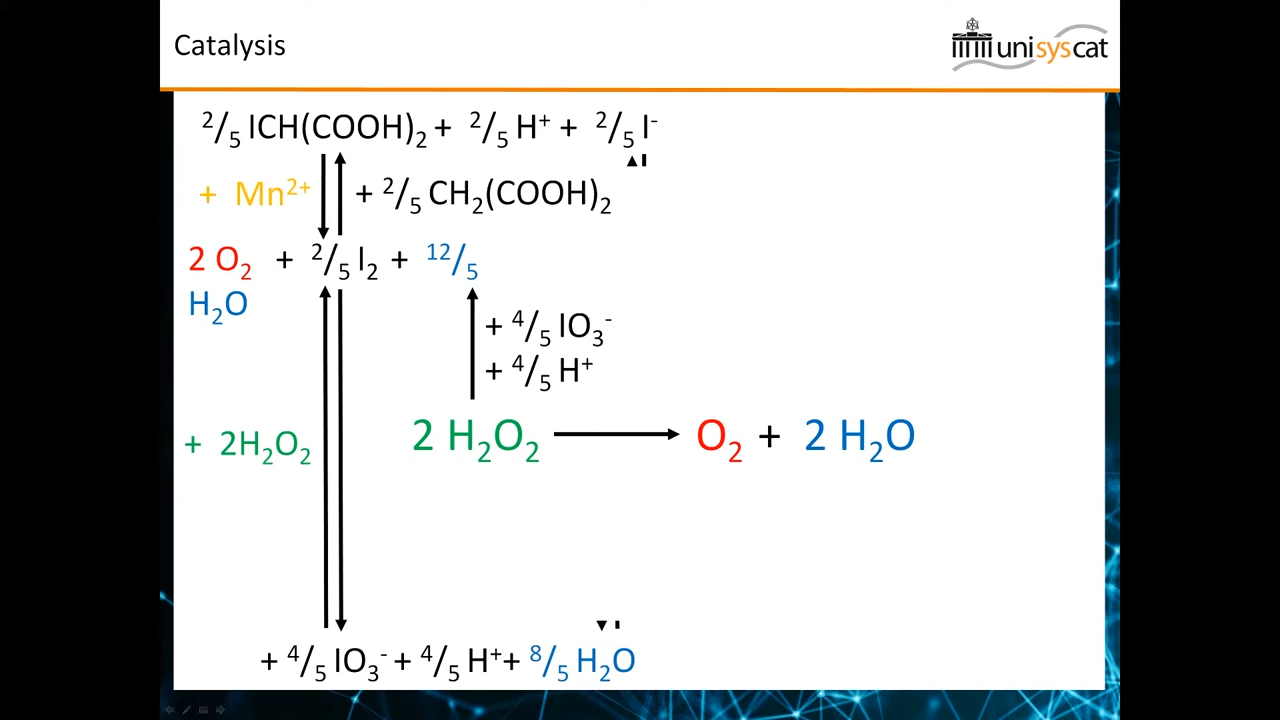 Catalysis
unisyscat
²/₅ ICH(COOH)₂ + ²/₅ H⁺ + ²/₅ I⁻
+ Mn²⁺ + ²/₅ CH₂(COOH)₂
2 O₂ + ²/₅ I₂ + ¹²/₅
H₂O
+ ⁴/₅ IO₃⁻
+ ⁴/₅ H⁺
+ 2H₂O₂
2 H₂O₂ → O₂ + 2 H₂O
+ ⁴/₅ IO₃⁻ + ⁴/₅ H⁺+ ⁸/₅ H₂O